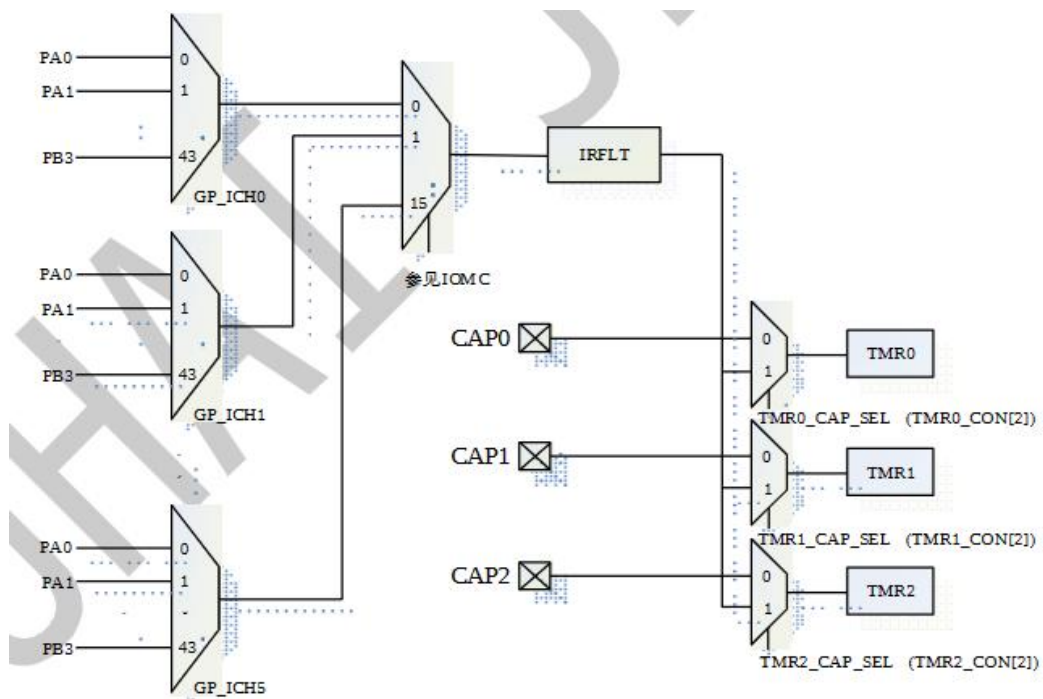 PA0
0
PA1
1
PB3
43
GP_ICH0
0
1
15
参见IOMC
IRFLT
PA0
0
PA1
1
PB3
43
GP_ICH1
CAP0
0
1
TMR0
TMR0_CAP_SEL (TMR0_CON[2])
CAP1
0
1
TMR1
TMR1_CAP_SEL (TMR1_CON[2])
PA0
0
PA1
1
PB3
43
GP_ICH5
CAP2
0
1
TMR2
TMR2_CAP_SEL (TMR2_CON[2])